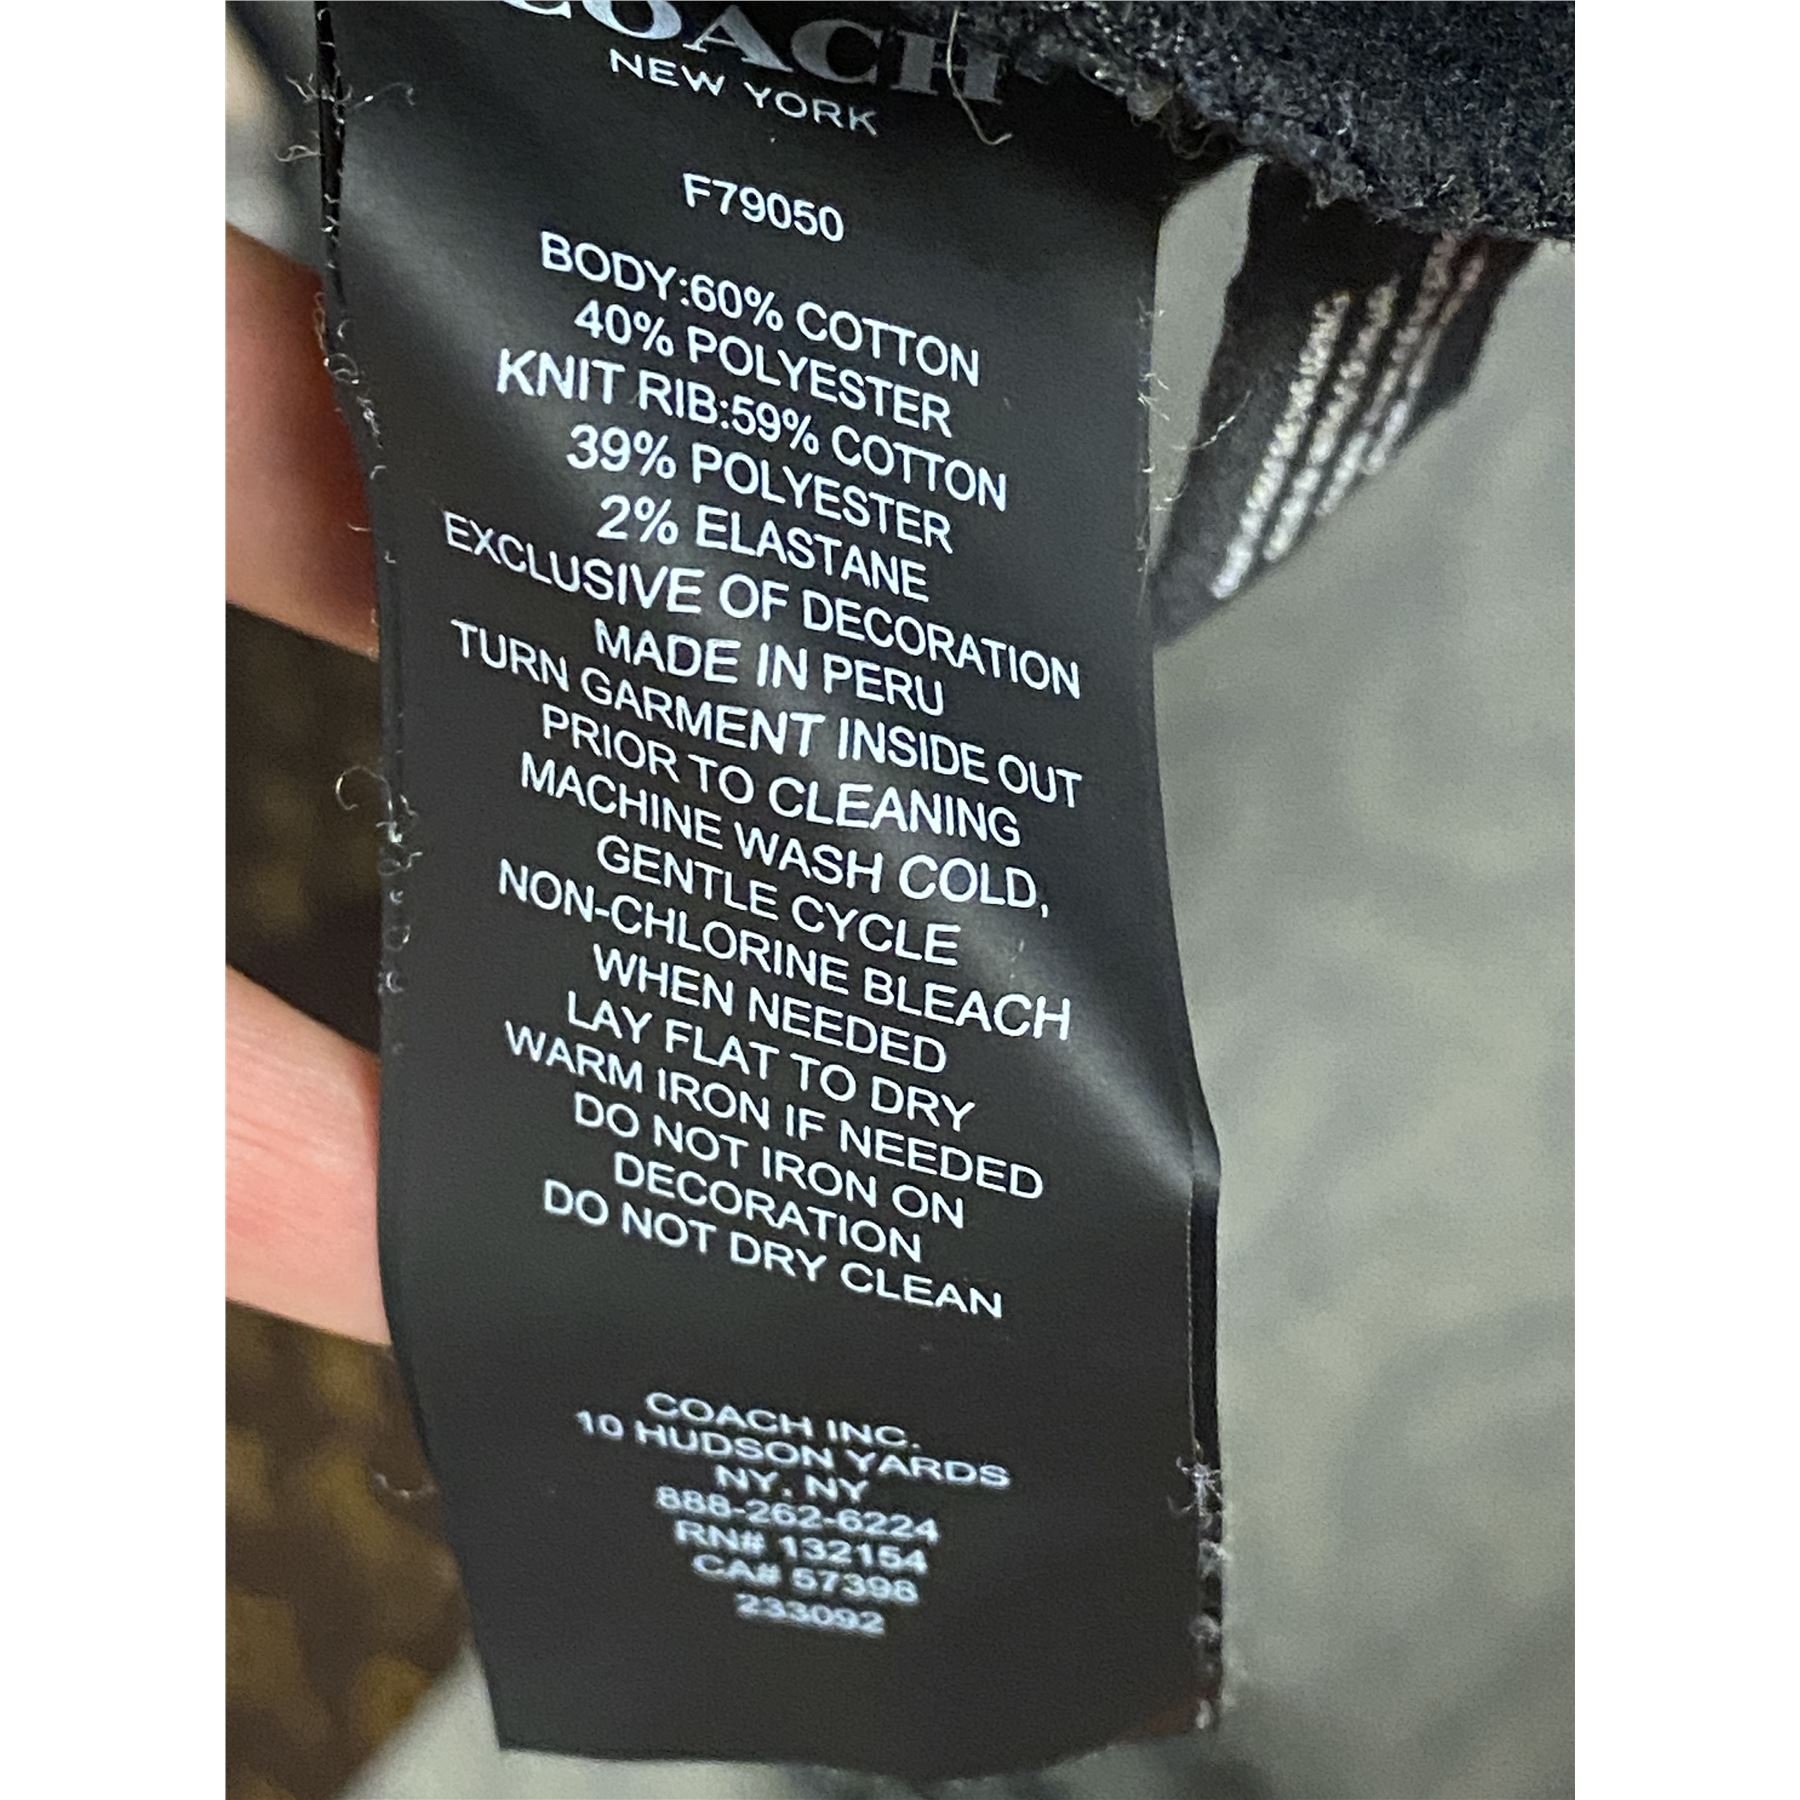 COACH
NEW YORK
F79050
BODY:60% COTTON
40% POLYESTER
KNIT RIB:59% COTTON
39% POLYESTER
2% ELASTANE
EXCLUSIVE OF DECORATION
MADE IN PERU
TURN GARMENT INSIDE OUT
PRIOR TO CLEANING
MACHINE WASH COLD,
GENTLE CYCLE
NON-CHLORINE BLEACH
WHEN NEEDED
LAY FLAT TO DRY
WARM IRON IF NEEDED
DO NOT IRON ON
DECORATION
DO NOT DRY CLEAN
COACH INC.
10 HUDSON YARDS
NY, NY
888-262-6224
RN# 132154
CA# 57398
233092